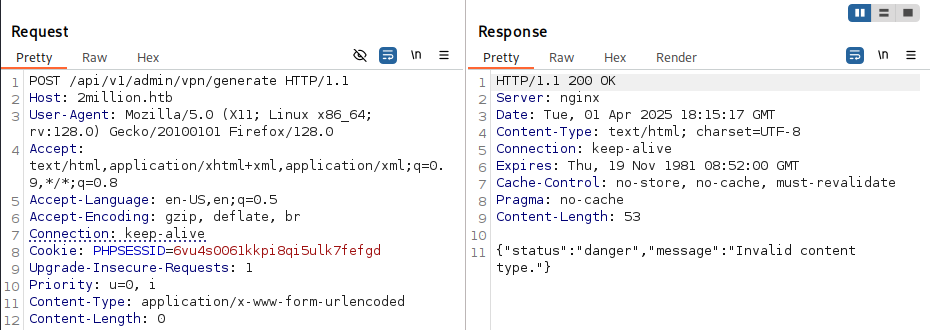 Request
Pretty Raw Hex \n
1 POST /api/v1/admin/vpn/generate HTTP/1.1
2 Host: 2million.htb
3 User-Agent: Mozilla/5.0 (X11; Linux x86_64;
rv:128.0) Gecko/20100101 Firefox/128.0
4 Accept:
text/html,application/xhtml+xml,application/xml;q=0.
9,*/*;q=0.8
5 Accept-Language: en-US,en;q=0.5
6 Accept-Encoding: gzip, deflate, br
7 Connection: keep-alive
8 Cookie: PHPSESSID=6vu4s0061kkpi8qi5ulk7fefgd
9 Upgrade-Insecure-Requests: 1
10 Priority: u=0, i
11 Content-Type: application/x-www-form-urlencoded
12 Content-Length: 0
Response
Pretty Raw Hex Render \n
1 HTTP/1.1 200 OK
2 Server: nginx
3 Date: Tue, 01 Apr 2025 18:15:17 GMT
4 Content-Type: text/html; charset=UTF-8
5 Connection: keep-alive
6 Expires: Thu, 19 Nov 1981 08:52:00 GMT
7 Cache-Control: no-store, no-cache, must-revalidate
8 Pragma: no-cache
9 Content-Length: 53
10
11 {"status":"danger","message":"Invalid content
type."}